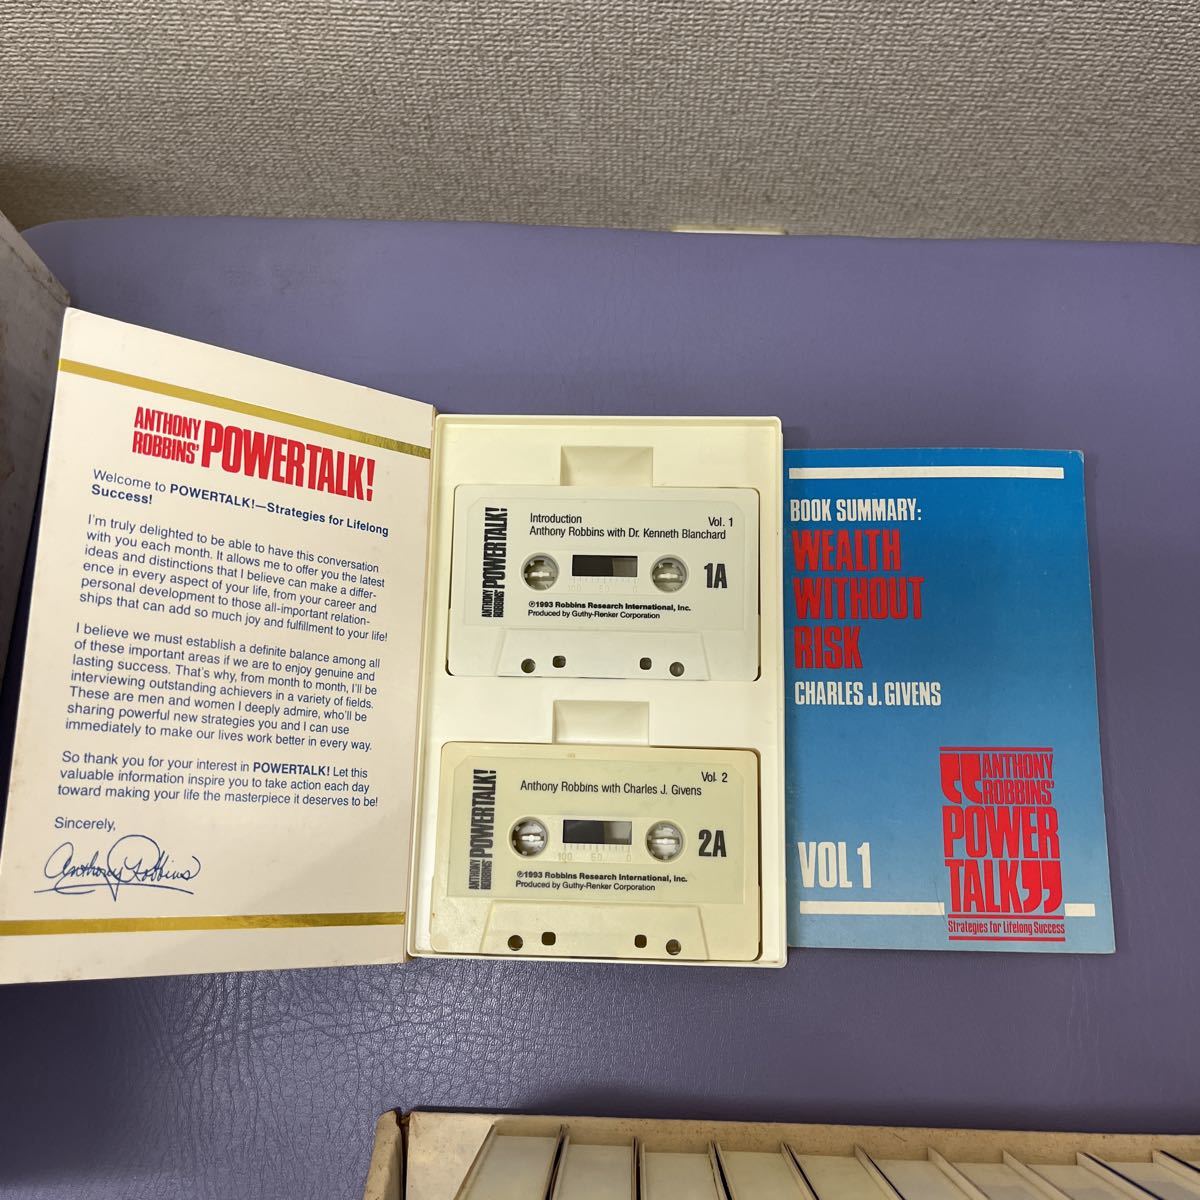 ANTHONY
ROBBINS' POWERTALK!
Welcome to POWERTALK!—Strategies for Lifelong
Success!
I'm truly delighted to be able to have this conversation
with you each month. It allows me to offer you the latest
ideas and distinctions that I believe can make a differ-
ence in every aspect of your life, from your career and
personal development to those all-important relation-
ships that can add so much joy and fulfillment to your life!
I believe we must establish a definite balance among all
of these important areas if we are to enjoy genuine and
lasting success. That's why, from month to month, I'll be
interviewing outstanding achievers in a variety of fields.
These are men and women I deeply admire, who'll be
sharing powerful new strategies you and I can use
immediately to make our lives work better in every way.
So thank you for your interest in POWERTALK! Let this
valuable information inspire you to take action each day
toward making your life the masterpiece it deserves to be!
Sincerely,
Anthony Robbins
ANTHONY
ROBBINS' POWERTALK!
Introduction
Vol. 1
Anthony Robbins with Dr. Kenneth Blanchard
1A
℗1993 Robbins Research International, Inc.
Produced by Guthy-Renker Corporation
ANTHONY
ROBBINS' POWERTALK!
Vol. 2
Anthony Robbins with Charles J. Givens
2A
100 50 0
℗1993 Robbins Research International, Inc.
Produced by Guthy-Renker Corporation
BOOK SUMMARY:
WEALTH
WITHOUT
RISK
CHARLES J. GIVENS
VOL 1
"ANTHONY
ROBBINS'
POWER
TALK"
Strategies for Lifelong Success